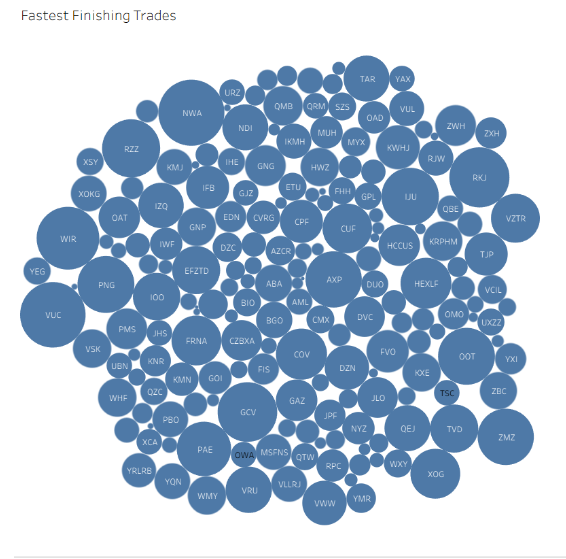 Fastest Finishing Trades
TAR
YAX
URZ
NWA
QMB
QRM
SZS
VUL
OAD
NDI
ZWH
ZXH
MUH
IKMH
MYX
KWHJ
RZZ
RJW
XSY
IHE
KMJ
GNG
HWZ
RKJ
IFB
ETU
FHH
XOKG
GJZ
GPL
IJU
IZQ
QBE
OAT
EDN
CVRG
CPF
VZTR
GNP
CUF
WIR
IWF
DZC
HCCUS
KRPHM
AZCR
TJP
YEG
EFZTD
AXP
PNG
ABA
DUO
HEXLF
VCIL
IOO
BIO
AML
VUC
OMO
BGO
CMX
DVC
UXZZ
PMS
JHS
FRNA
CZBXA
VSK
COV
FVO
OOT
YXI
KNR
UBN
FIS
DZN
KXE
KMN
GOI
ZBC
QZC
TSC
WHF
JLO
GAZ
GCV
JPF
PBO
NYZ
QEJ
TVD
ZMZ
XCA
PAE
OWA
MSFNS
QTW
RPC
WXY
YRLRB
XOG
YQN
VLLRJ
VRU
WMY
YMR
VWW